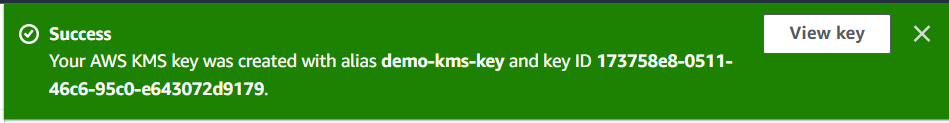 Success
View key
Your AWS KMS key was created with alias demo-kms-key and key ID 173758e8-0511-
46c6-95c0-e643072d9179.